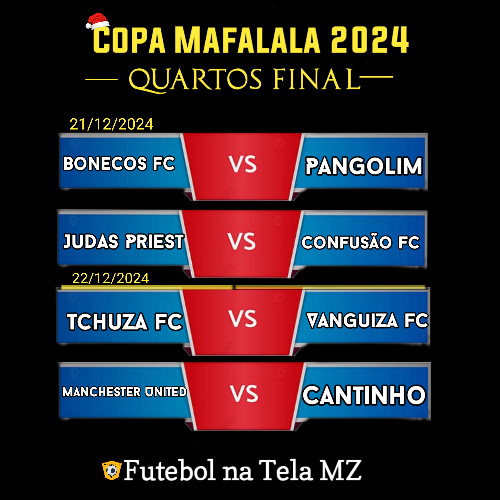 COPA MAFALALA 2024
QUARTOS FINAL
21/12/2024
BONECOS FC VS PANGOLIM
JUDAS PRIEST VS CONFUSÃO FC
22/12/2024
TCHUZA FC VS VANGUIZA FC
MANCHESTER UNITED VS CANTINHO
Futebol na Tela MZ